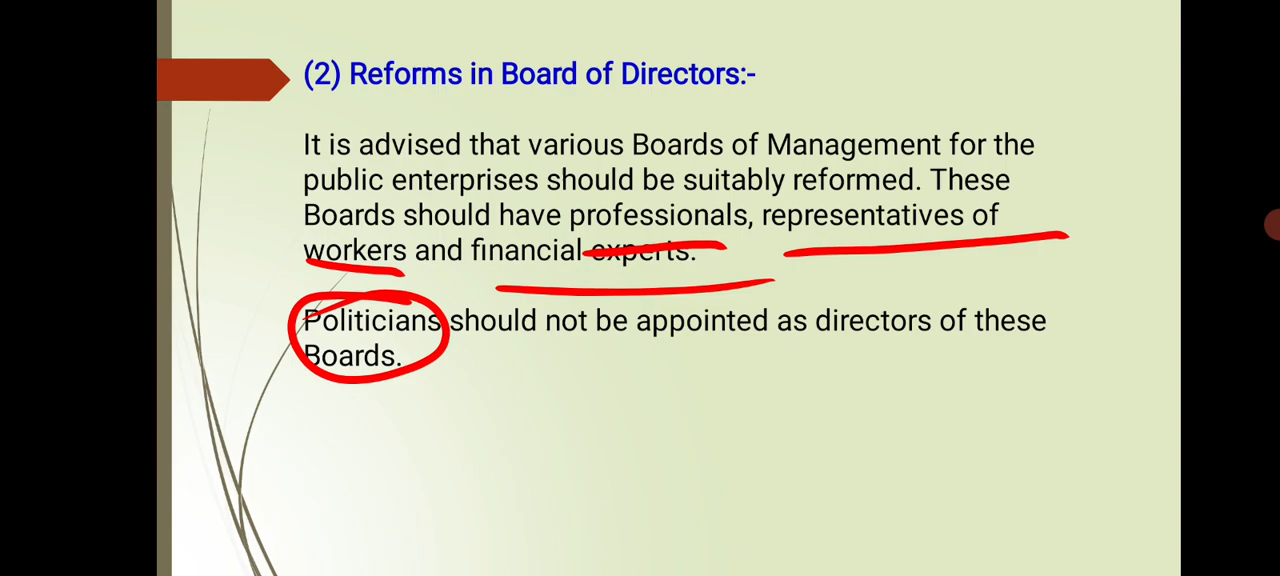 (2) Reforms in Board of Directors:-
It is advised that various Boards of Management for the
public enterprises should be suitably reformed. These
Boards should have professionals, representatives of
workers and financial experts.
Politicians should not be appointed as directors of these
Boards.